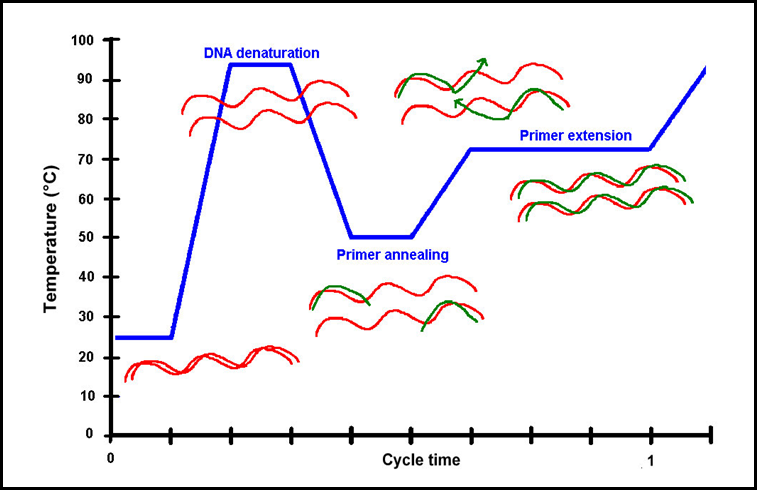 100
DNA denaturation
90
80
Primer extension
70
60
50
Primer annealing
40
30
20
10
0
Temperature (°C)
0
Cycle time
1